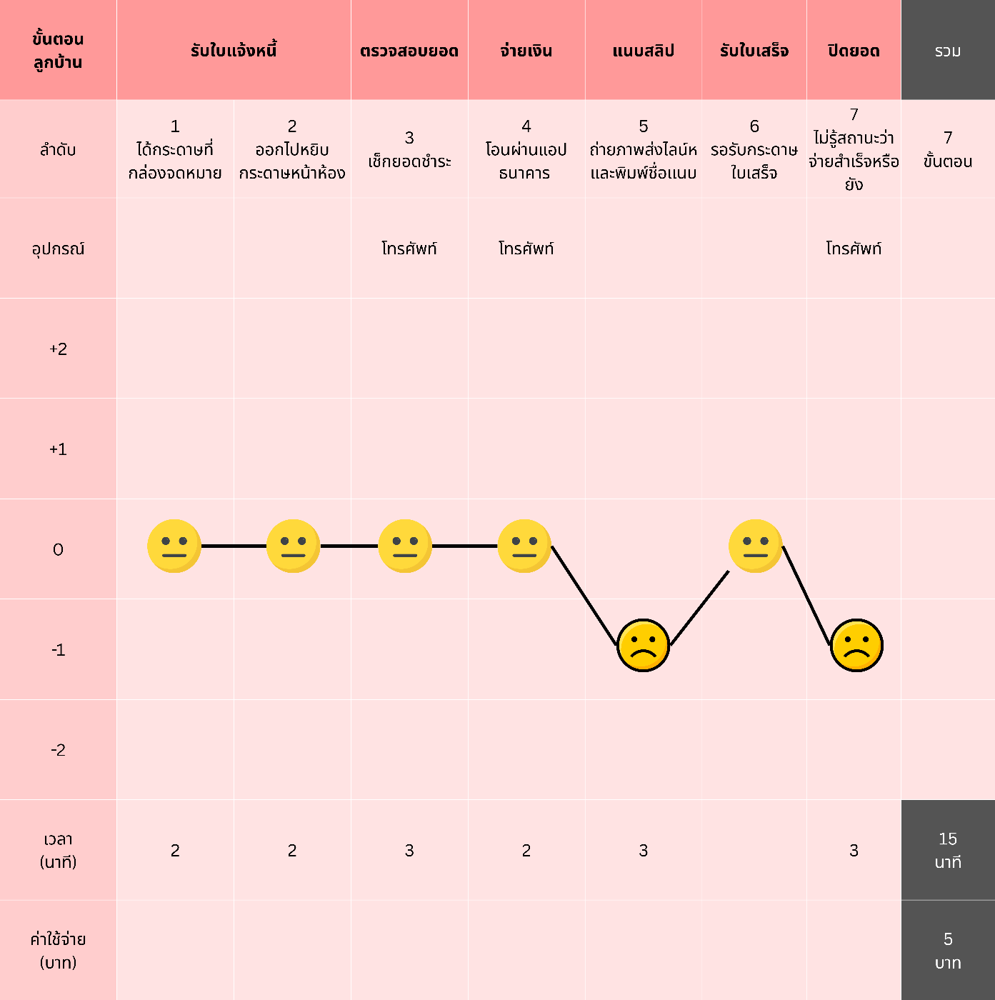 ขั้นตอน
ลูกบ้าน
รับใบแจ้งหนี้
ตรวจสอบยอด
จ่ายเงิน
แนบสลิป
รับใบเสร็จ
ปิดยอด
รวม
ลำดับ
1
ได้กระดาษที่
กล่องจดหมาย
2
ออกไปหยิบ
กระดาษหน้าห้อง
3
เช็กยอดชำระ
4
โอนผ่านแอป
ธนาคาร
5
ถ่ายภาพส่งไลน์ห
และพิมพ์ชื่อแนบ
6
รอรับกระดาษ
ใบเสร็จ
7
ไม่รู้สถานะว่า
จ่ายสำเร็จหรือ
ยัง
7
ขั้นตอน
อุปกรณ์
โทรศัพท์
โทรศัพท์
โทรศัพท์
+2
+1
0
-1
-2
เวลา
(นาที)
2
2
3
2
3
3
15
นาที
ค่าใช้จ่าย
(บาท)
5
บาท